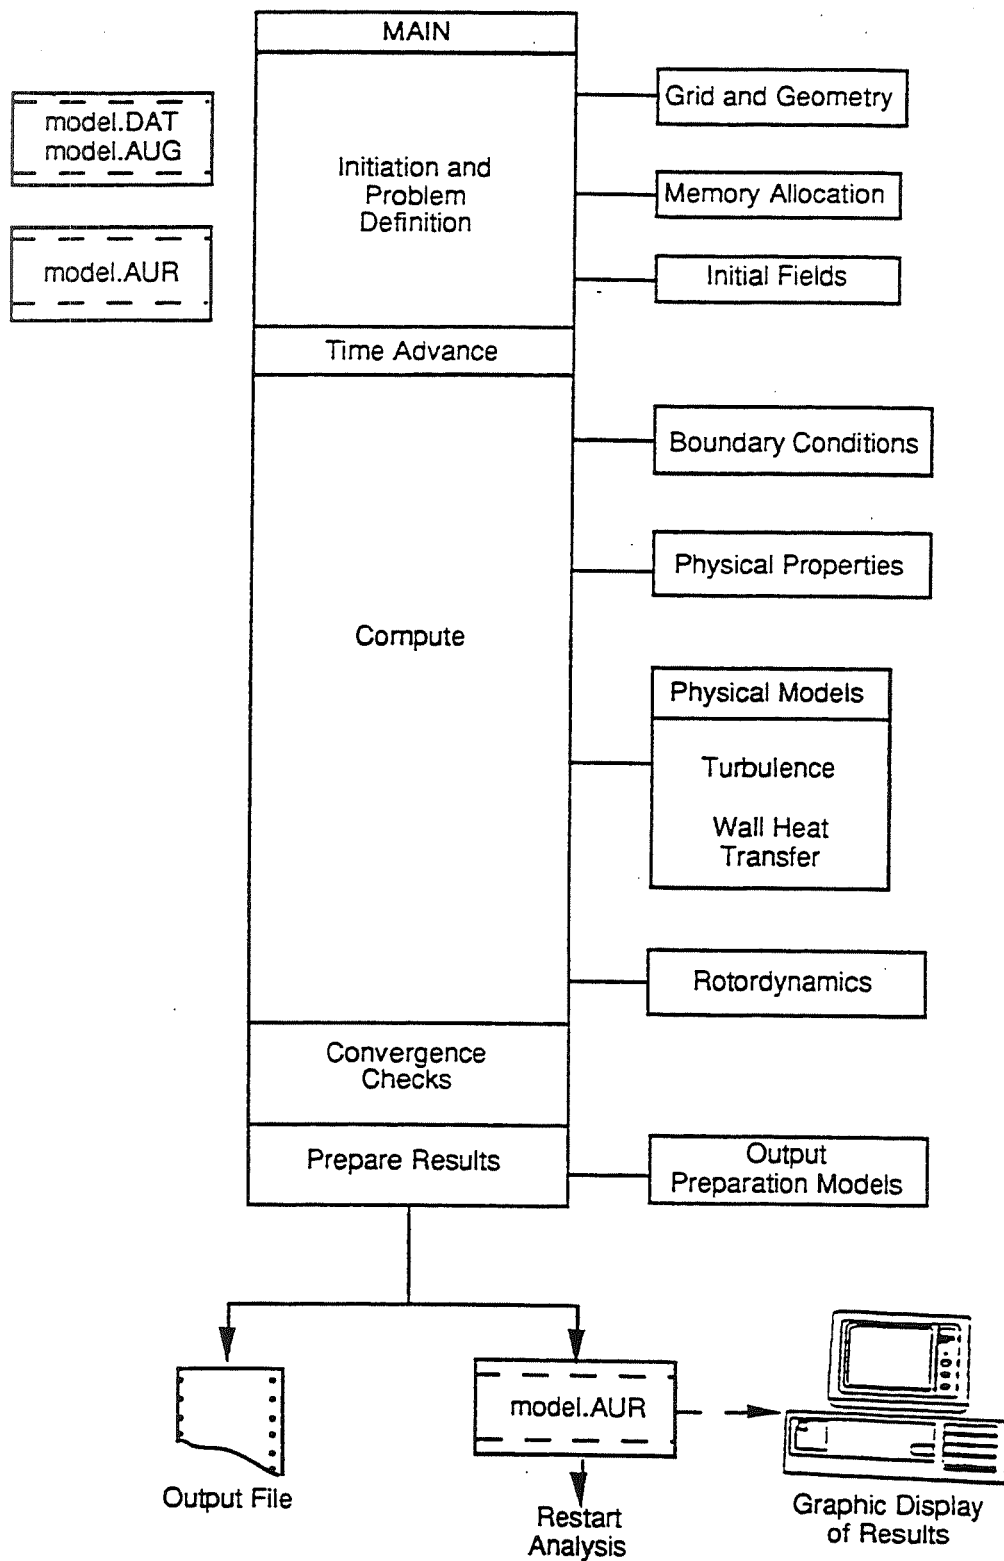 MAIN
model.DAT
model.AUG
model.AUR
Initiation and
Problem
Definition
Grid and Geometry
Memory Allocation
Initial Fields
Time Advance
Compute
Boundary Conditions
Physical Properties
Physical Models
Turbulence
Wall Heat
Transfer
Rotordynamics
Convergence
Checks
Prepare Results
Output
Preparation Models
Output File
model.AUR
Restart
Analysis
Graphic Display
of Results